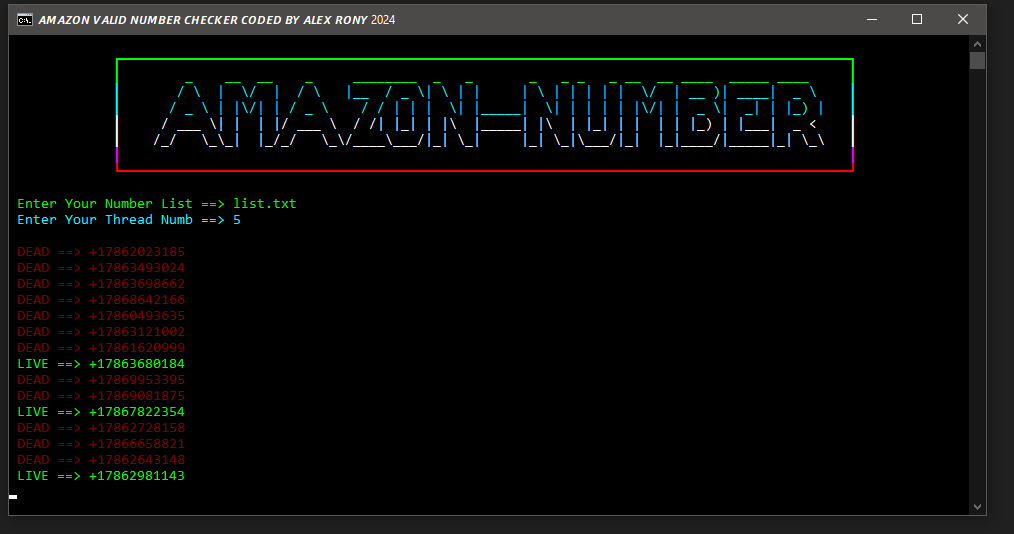 AMAZON VALID NUMBER CHECKER CODED BY ALEX RONY 2024
AMAZON-NUMBER
Enter Your Number List ==> list.txt
Enter Your Thread Numb ==> 5
DEAD ==> +17862023185
DEAD ==> +17863493024
DEAD ==> +17863698662
DEAD ==> +17868642166
DEAD ==> +17860493635
DEAD ==> +17863121002
DEAD ==> +17861620999
LIVE ==> +17863680184
DEAD ==> +17869953395
DEAD ==> +17869081875
LIVE ==> +17867822354
DEAD ==> +17862728158
DEAD ==> +17866658821
DEAD ==> +17862643148
LIVE ==> +17862981143